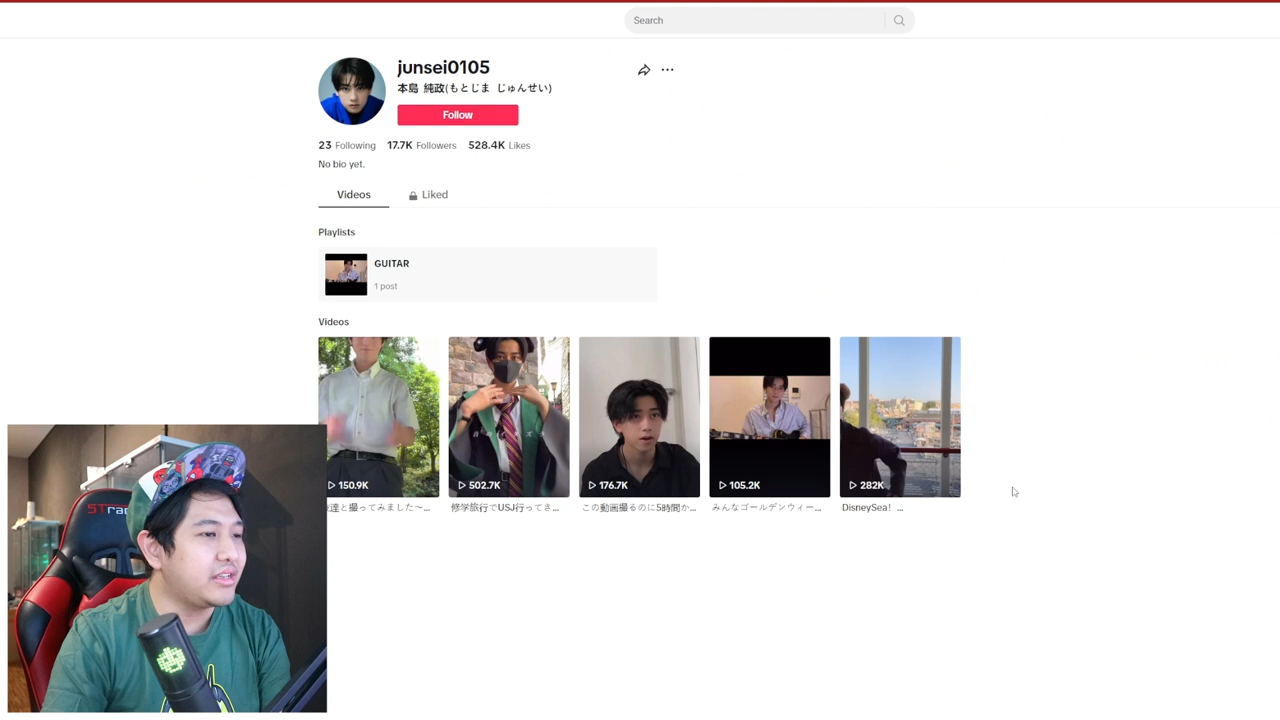 Search
junsei0105
本島 純政(もとじま じゅんせい)
Follow
23 Following 17.7K Followers 528.4K Likes
No bio yet.
Videos Liked
Playlists
GUITAR
1 post
Videos
150.9K 502.7K 176.7K 105.2K 282K
達と撮ってみました〜... 修学旅行でUSJ行ってき... この動画撮るのに5時間か... みんなゴールデンウィー... DisneySea! ...